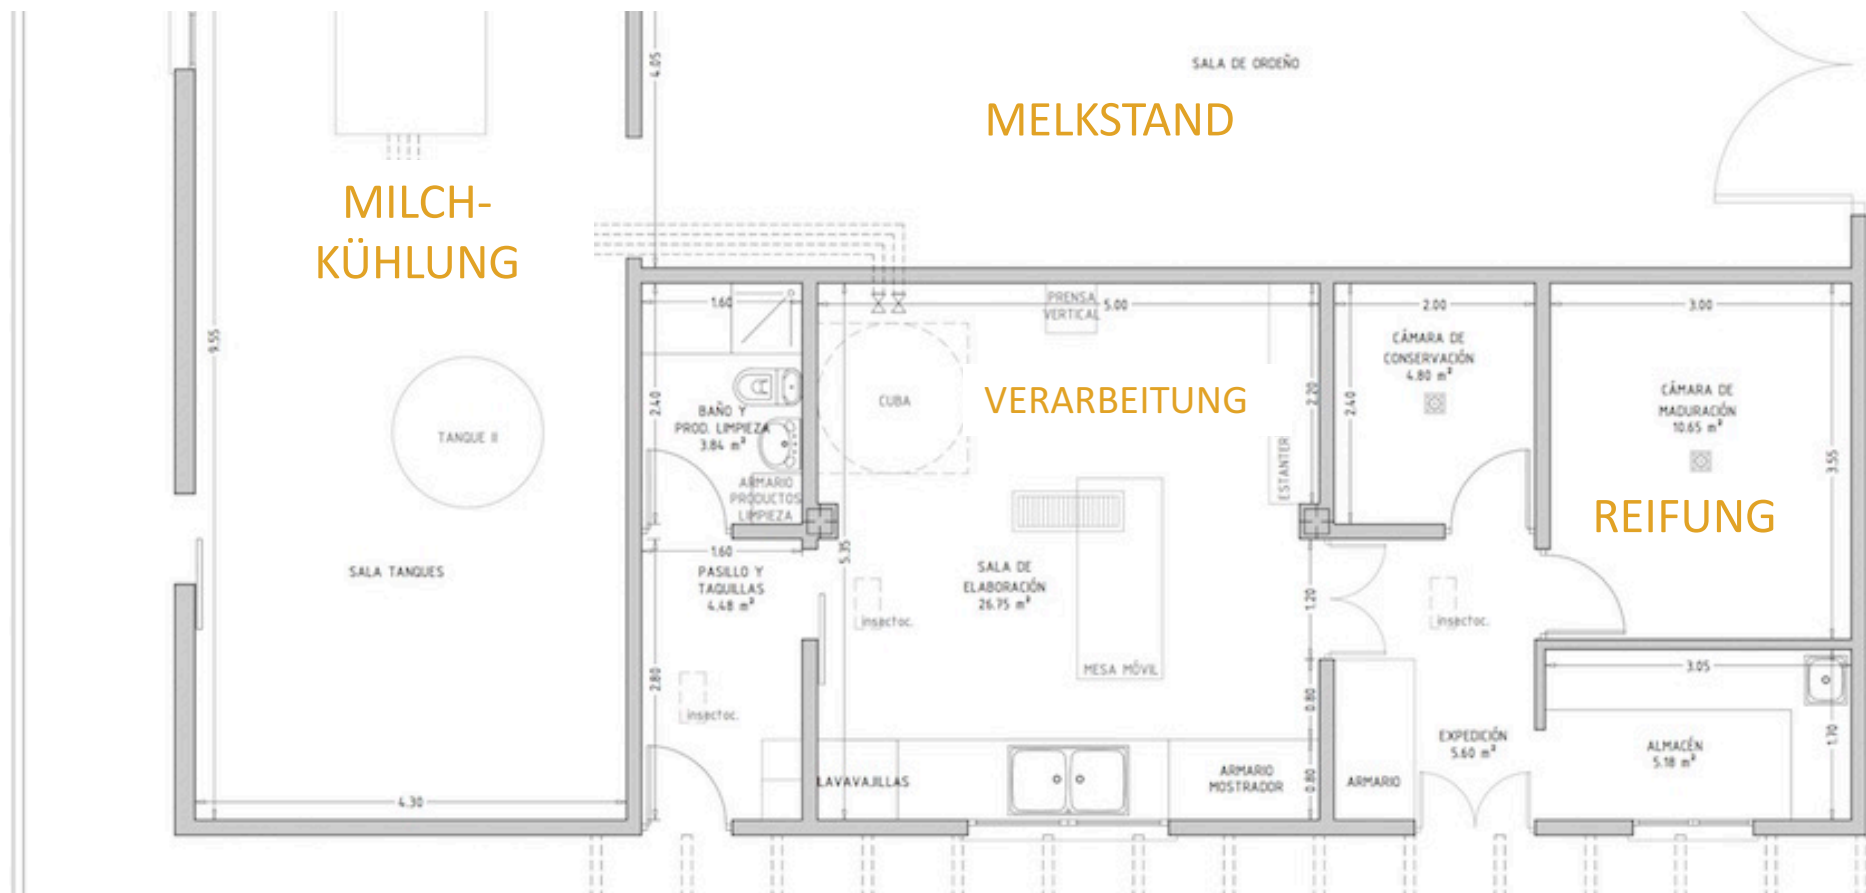 SALA DE ORDEÑO
MELKSTAND
4.05
MILCH-
KÜHLUNG
9.55
TANQUE II
SALA TANQUES
4.30
1.60
2.40
BAÑO Y
PROD. LIMPIEZA
3.84 m²
ARMARIO
PRODUCTOS
LIMPIEZA
1.60
PASILLO Y
TAQUILLAS
4.48 m²
2.80
insectoc.
PRENSA
VERTICAL
5.00
CUBA
VERARBEITUNG
2.20
ESTANTER
5.35
SALA DE
ELABORACIÓN
26.75 m²
insectoc.
MESA MÓVIL
1.20
0.80
0.80
LAVAVAJILLAS
ARMARIO
MOSTRADOR
2.00
CÁMARA DE
CONSERVACIÓN
4.80 m²
2.40
insectoc.
ARMARIO
EXPEDICIÓN
5.60 m²
3.00
CÁMARA DE
MADURACIÓN
10.65 m²
3.55
REIFUNG
3.05
ALMACÉN
5.18 m²
1.70